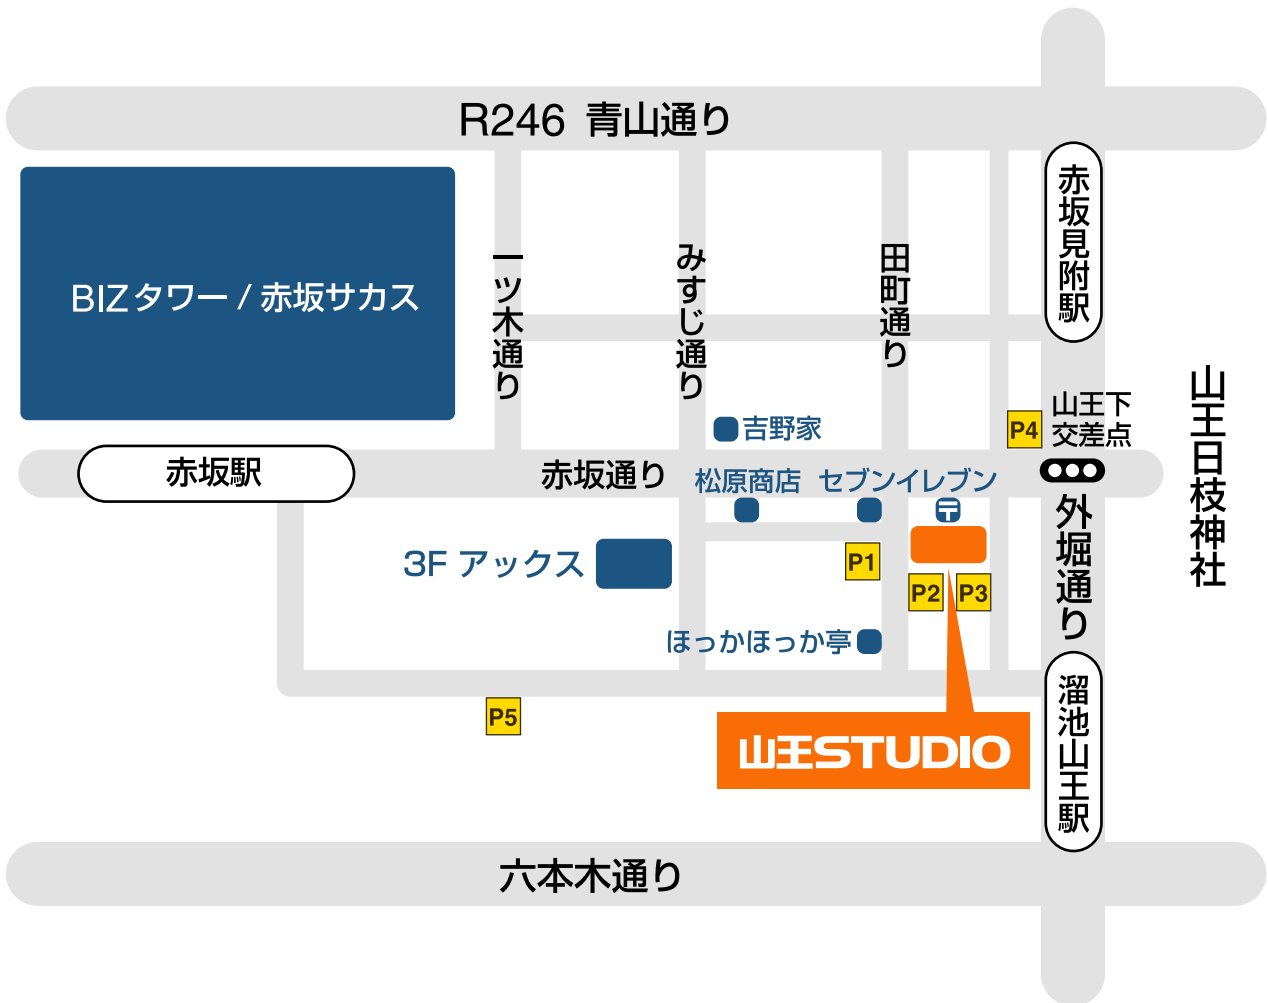 R246 青山通り
赤坂見附駅
BIZタワー / 赤坂サカス
一ツ木通り
みすじ通り
田町通り
山王日枝神社
山王下
交差点
P4
吉野家
赤坂駅
赤坂通り
松原商店
セブンイレブン
〒
外堀通り
3F アックス
P1
P2
P3
ほっかほっか亭
P5
山王STUDIO
溜池山王駅
六本木通り